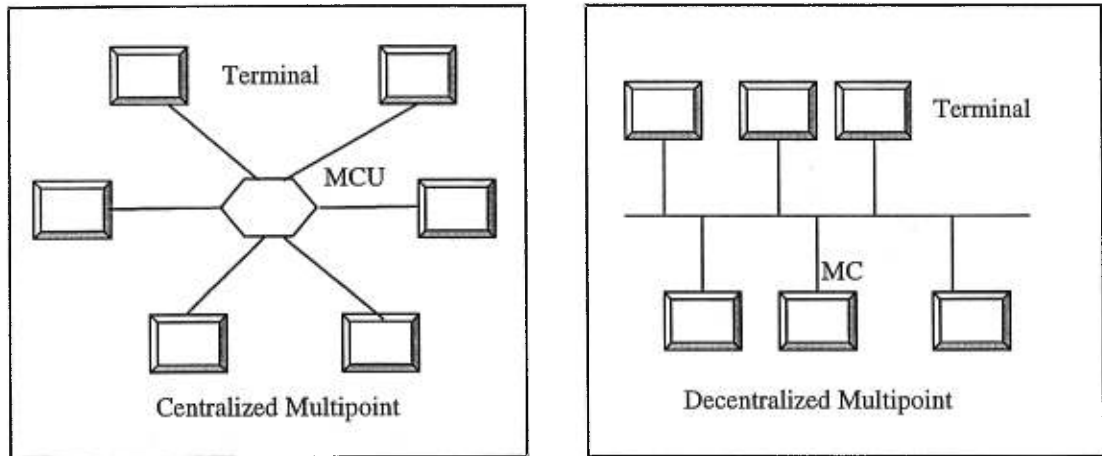 Terminal
MCU
Centralized Multipoint
Terminal
MC
Decentralized Multipoint